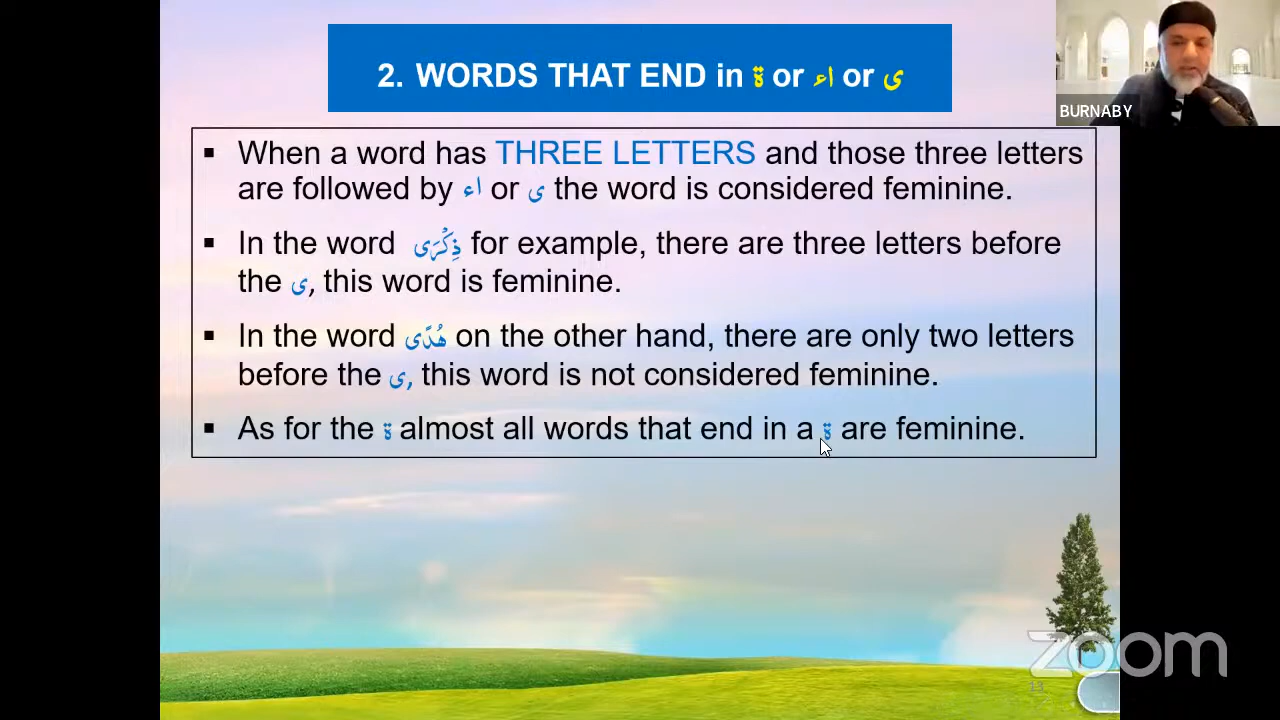 2. WORDS THAT END in ة or اء or ى
BURNABY
▪ When a word has THREE LETTERS and those three letters
are followed by اء or ى the word is considered feminine.
▪ In the word ذِكْرَى for example, there are three letters before
the ى, this word is feminine.
▪ In the word هُدًى on the other hand, there are only two letters
before the ى, this word is not considered feminine.
▪ As for the ة almost all words that end in a ة are feminine.
zoom
13